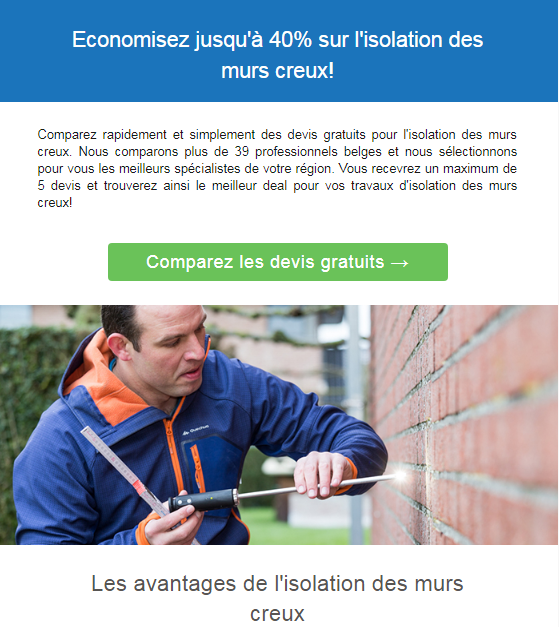 Economisez jusqu'à 40% sur l'isolation des
murs creux!
Comparez rapidement et simplement des devis gratuits pour l'isolation des murs
creux. Nous comparons plus de 39 professionnels belges et nous sélectionnons
pour vous les meilleurs spécialistes de votre région. Vous recevrez un maximum de
5 devis et trouverez ainsi le meilleur deal pour vos travaux d'isolation des murs
creux!
Comparez les devis gratuits →
Quechua
Les avantages de l'isolation des murs
creux